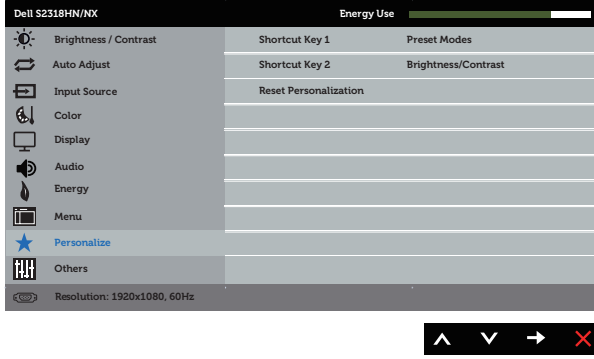 Dell S2318HN/NX Energy Use
Brightness / Contrast Shortcut Key 1 Preset Modes
Auto Adjust Shortcut Key 2 Brightness/Contrast
Input Source Reset Personalization
Color
Display
Audio
Energy
Menu
Personalize
Others
Resolution: 1920x1080, 60Hz